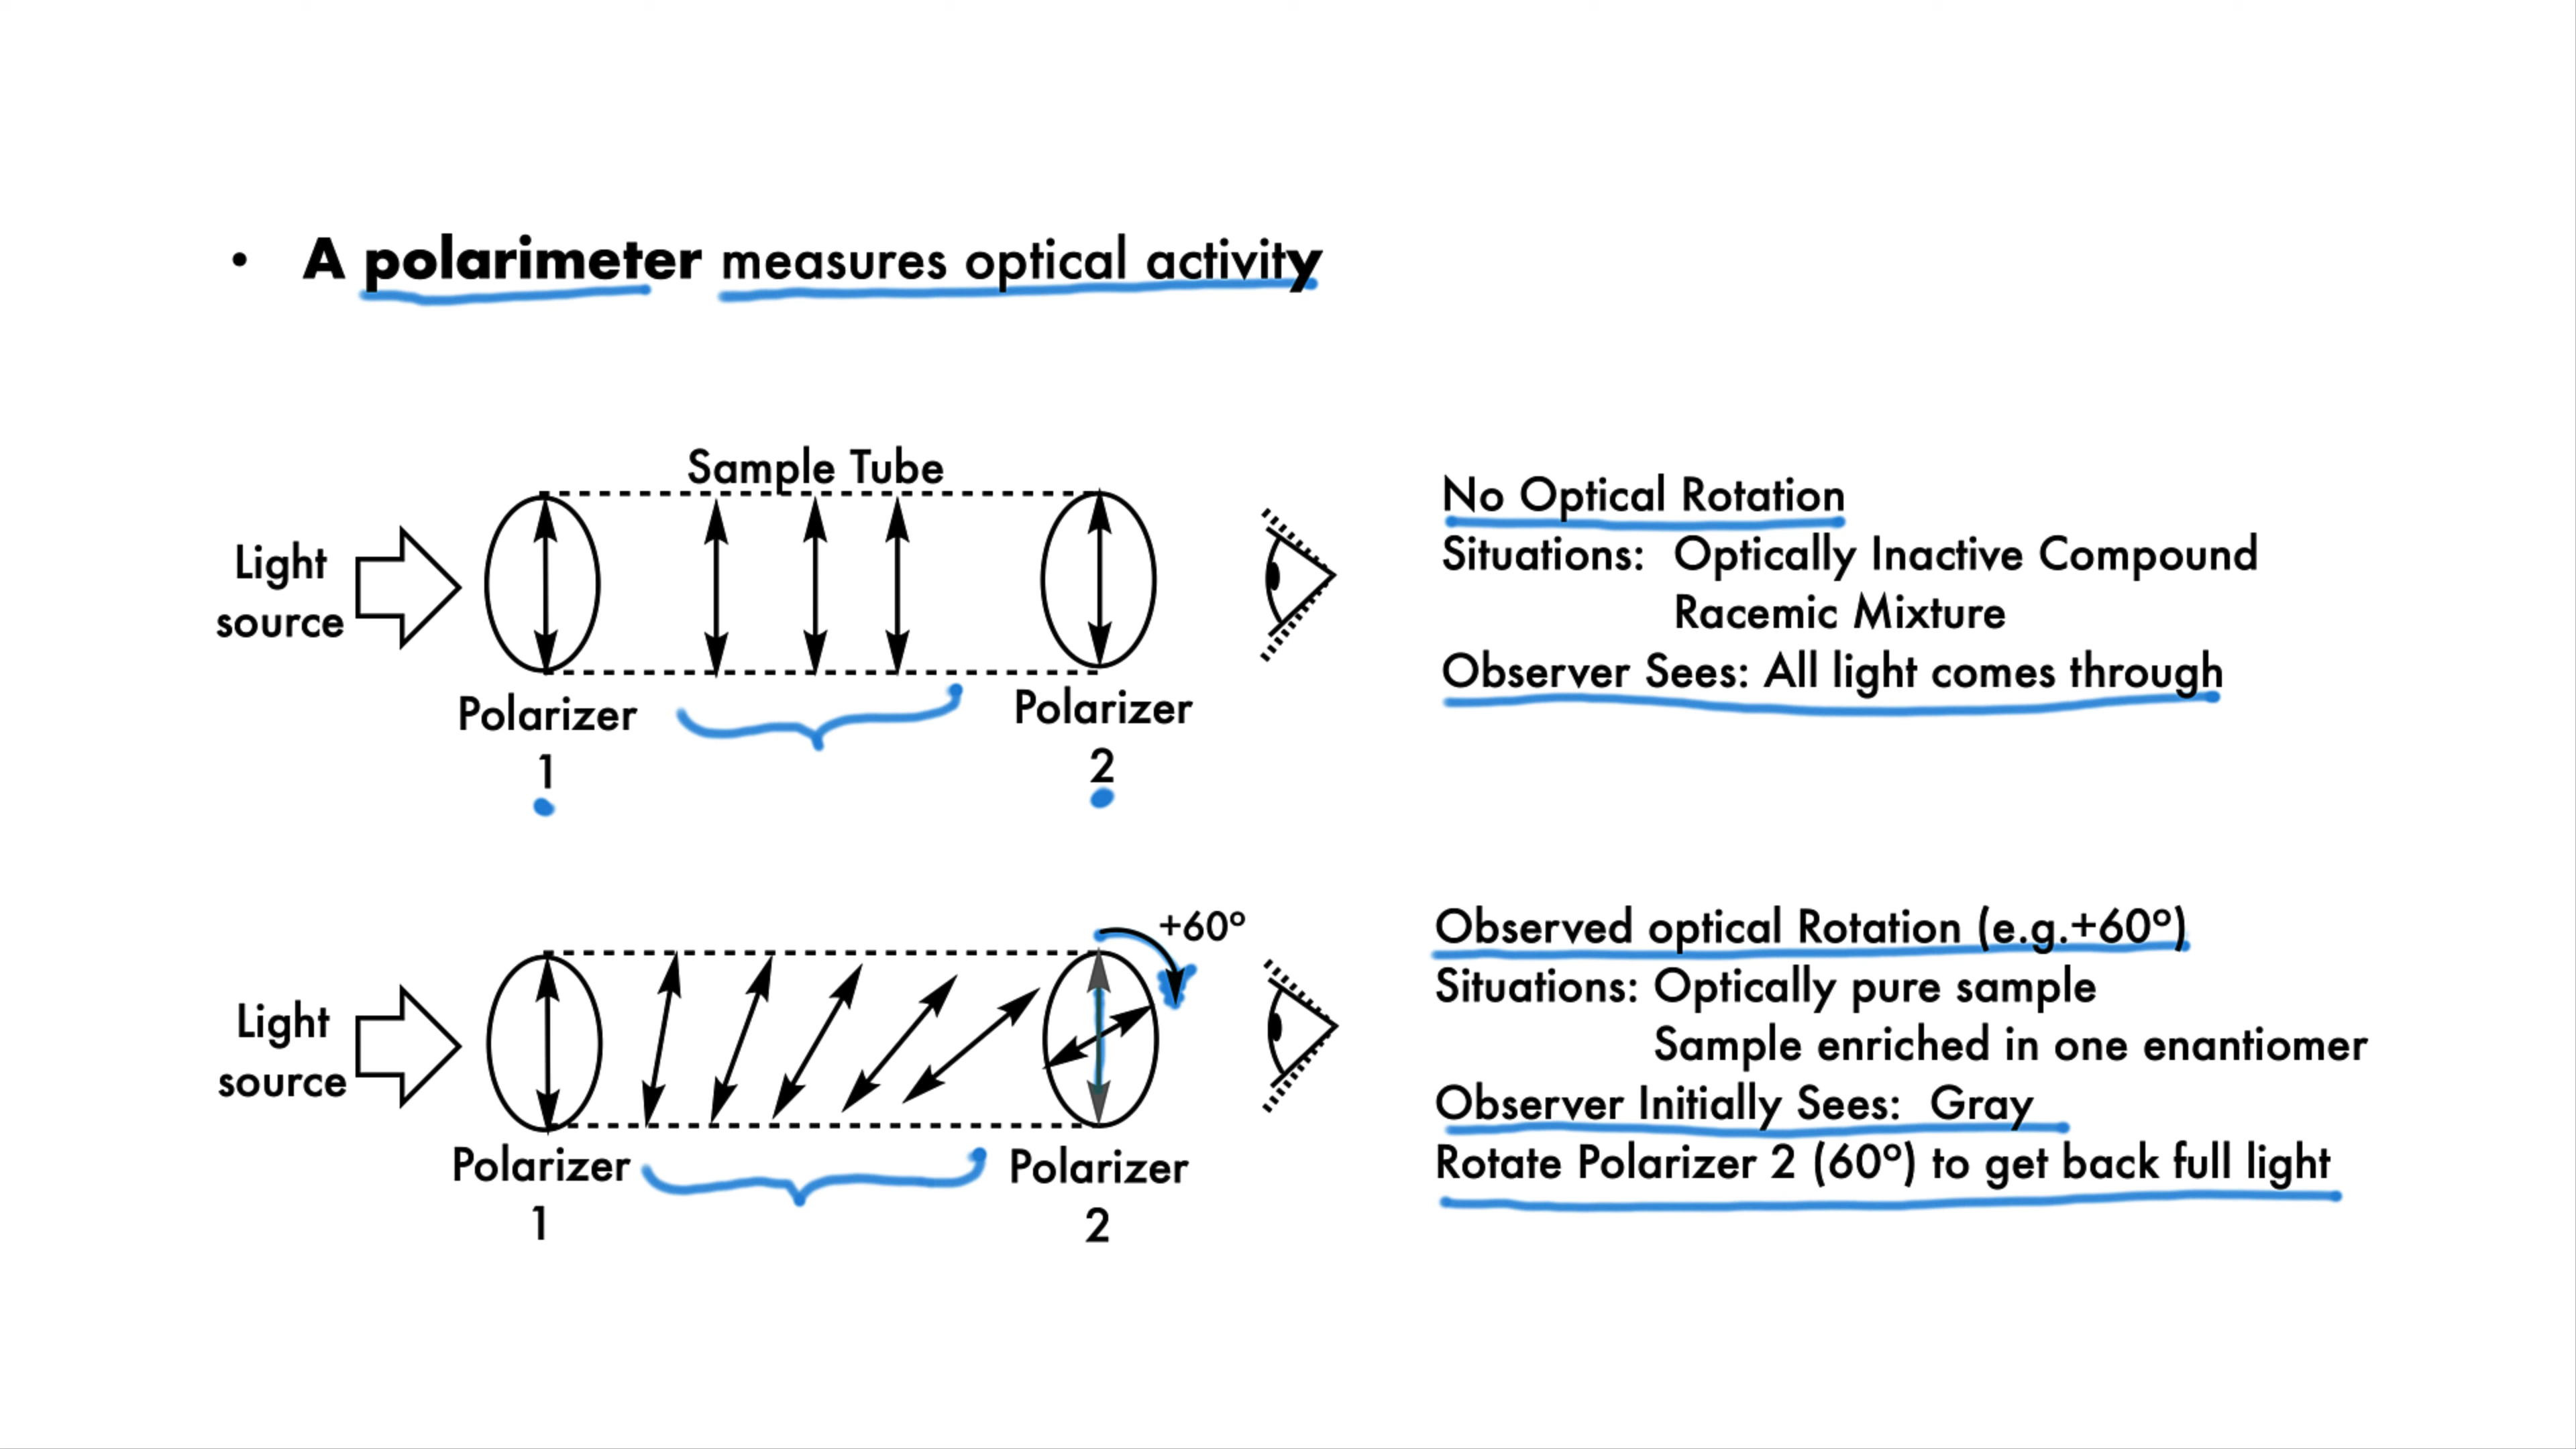 • A polarimeter measures optical activity
Sample Tube
Light
source
Polarizer
1
Polarizer
2
No Optical Rotation
Situations: Optically Inactive Compound
Racemic Mixture
Observer Sees: All light comes through
+60º
Light
source
Polarizer
1
Polarizer
2
Observed optical Rotation (e.g.+60º)
Situations: Optically pure sample
Sample enriched in one enantiomer
Observer Initially Sees: Gray
Rotate Polarizer 2 (60º) to get back full light